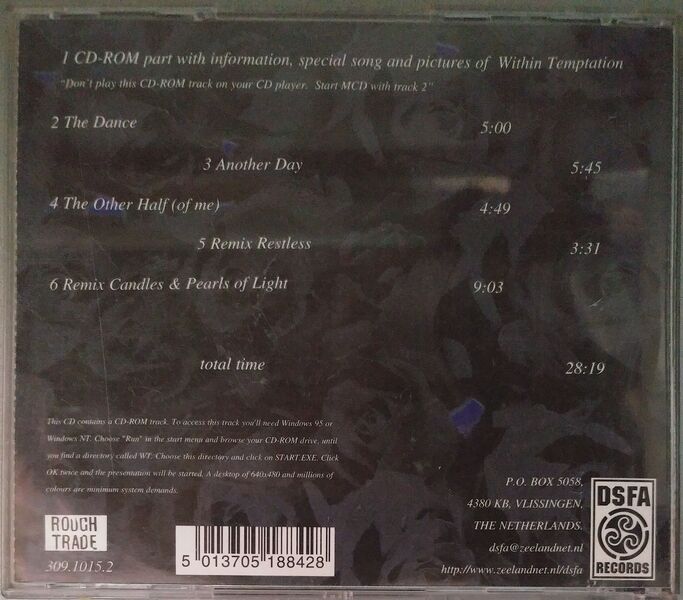 1 CD-ROM part with information, special song and pictures of Within Temptation
"Don't play this CD-ROM track on your CD player. Start MCD with track 2"
2 The Dance 5:00
3 Another Day 5:45
4 The Other Half (of me) 4:49
5 Remix Restless 3:31
6 Remix Candles & Pearls of Light 9:03
total time 28:19
This CD contains a CD-ROM track. To access this track you'll need Windows 95 or
Windows NT. Choose "Run" in the start menu and browse your CD-ROM drive, until
you find a directory called WT. Choose this directory and click on START.EXE. Click
OK twice and the presentation will be started. A desktop of 640x480 and millions of
colours are minimum system demands.
P.O. BOX 5058,
4380 KB, VLISSINGEN,
THE NETHERLANDS.
dsfa@zeelandnet.nl
http://www.zeelandnet.nl/dsfa
DSFA
RECORDS
ROUGH
TRADE
309.1015.2
5 013705 188428